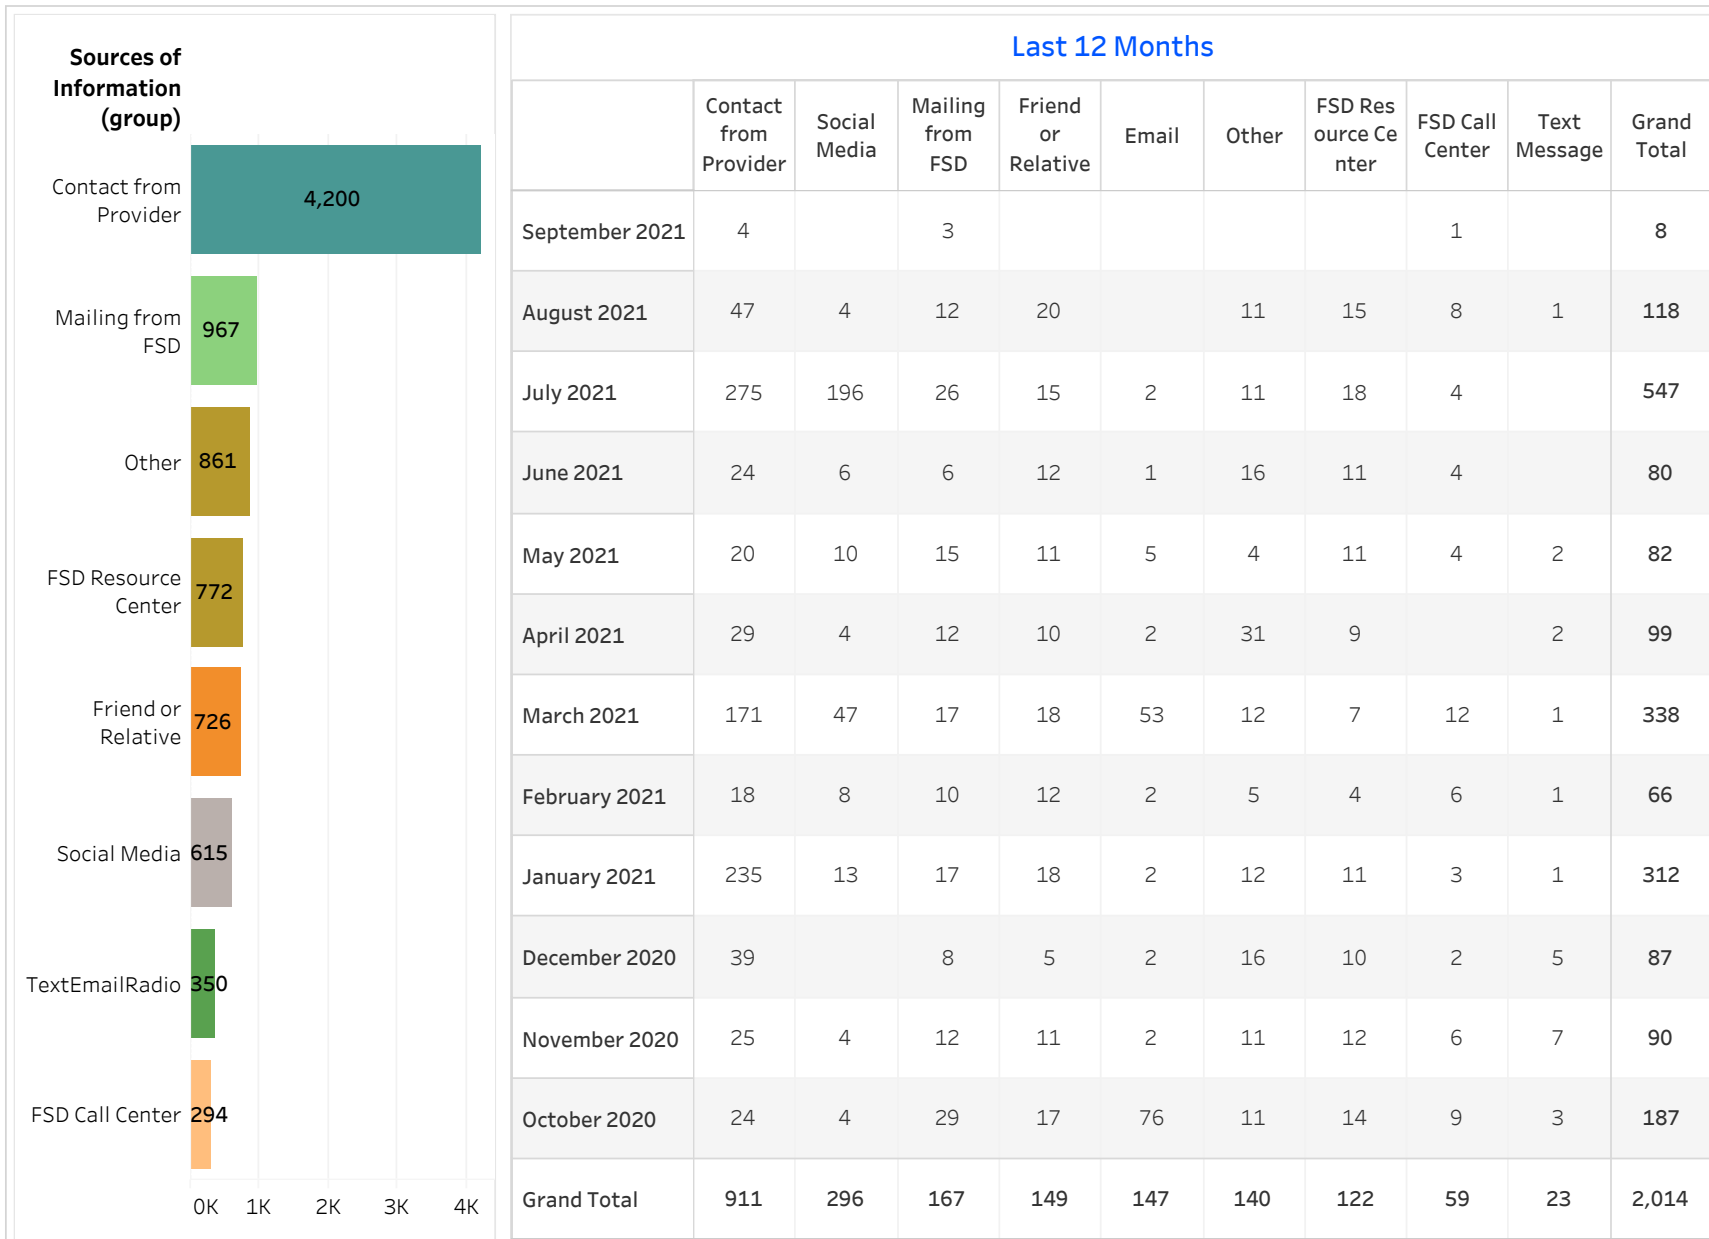 Sources of
Information
(group)
Contact from
Provider
4,200
Mailing from
FSD
967
Other
861
FSD Resource
Center
772
Friend or
Relative
726
Social Media
615
TextEmailRadio
350
FSD Call Center
294
0K 1K 2K 3K 4K
Last 12 Months
Contact from Provider Social Media Mailing from FSD Friend or Relative Email Other FSD Res ource Ce nter FSD Call Center Text Message Grand Total
September 2021 4 3 1 8
August 2021 47 4 12 20 11 15 8 1 118
July 2021 275 196 26 15 2 11 18 4 547
June 2021 24 6 6 12 1 16 11 4 80
May 2021 20 10 15 11 5 4 11 4 2 82
April 2021 29 4 12 10 2 31 9 2 99
March 2021 171 47 17 18 53 12 7 12 1 338
February 2021 18 8 10 12 2 5 4 6 1 66
January 2021 235 13 17 18 2 12 11 3 1 312
December 2020 39 8 5 2 16 10 2 5 87
November 2020 25 4 12 11 2 11 12 6 7 90
October 2020 24 4 29 17 76 11 14 9 3 187
Grand Total 911 296 167 149 147 140 122 59 23 2,014